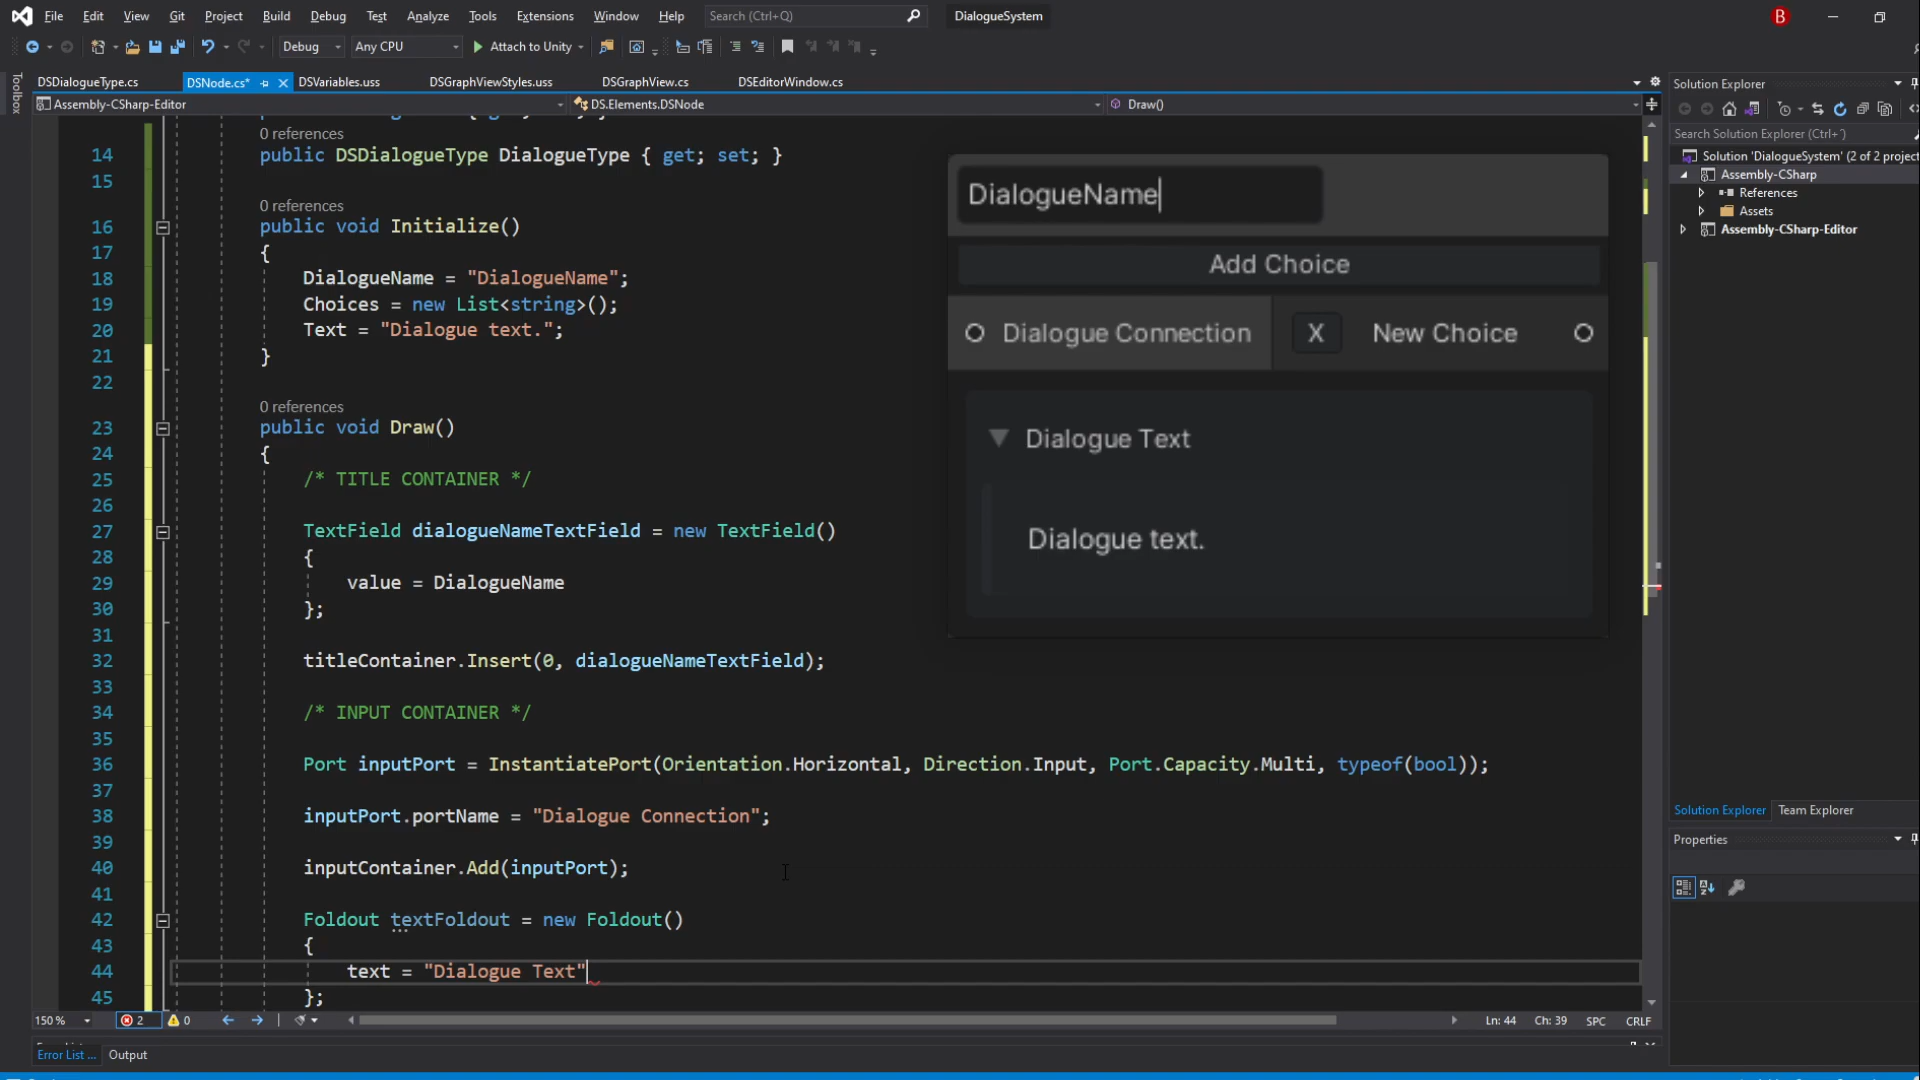 File Edit View Git Project Build Debug Test Analyze Tools Extensions Window Help Search (Ctrl+Q) DialogueSystem B
Debug Any CPU Attach to Unity
Toolbox
DSDialogueType.cs DSNode.cs* DSVariables.uss DSGraphViewStyles.uss DSGraphView.cs DSEditorWindow.cs
Assembly-CSharp-Editor DS.Elements.DSNode Draw()
0 references
14 public DSDialogueType DialogueType { get; set; }
15
0 references
16 public void Initialize()
17 {
18 DialogueName = "DialogueName";
19 Choices = new List<string>();
20 Text = "Dialogue text.";
21 }
22
0 references
23 public void Draw()
24 {
25 /* TITLE CONTAINER */
26
27 TextField dialogueNameTextField = new TextField()
28 {
29 value = DialogueName
30 };
31
32 titleContainer.Insert(0, dialogueNameTextField);
33
34 /* INPUT CONTAINER */
35
36 Port inputPort = InstantiatePort(Orientation.Horizontal, Direction.Input, Port.Capacity.Multi, typeof(bool));
37
38 inputPort.portName = "Dialogue Connection";
39
40 inputContainer.Add(inputPort);
41
42 Foldout textFoldout = new Foldout()
43 {
44 text = "Dialogue Text"
45 };
DialogueName
Add Choice
Dialogue Connection X New Choice
Dialogue Text
Dialogue text.
150 % 2 0 Ln: 44 Ch: 39 SPC CRLF
Error List ... Output
Solution Explorer
Search Solution Explorer (Ctrl+¨)
Solution 'DialogueSystem' (2 of 2 project
Assembly-CSharp
References
Assets
Assembly-CSharp-Editor
Solution Explorer Team Explorer
Properties